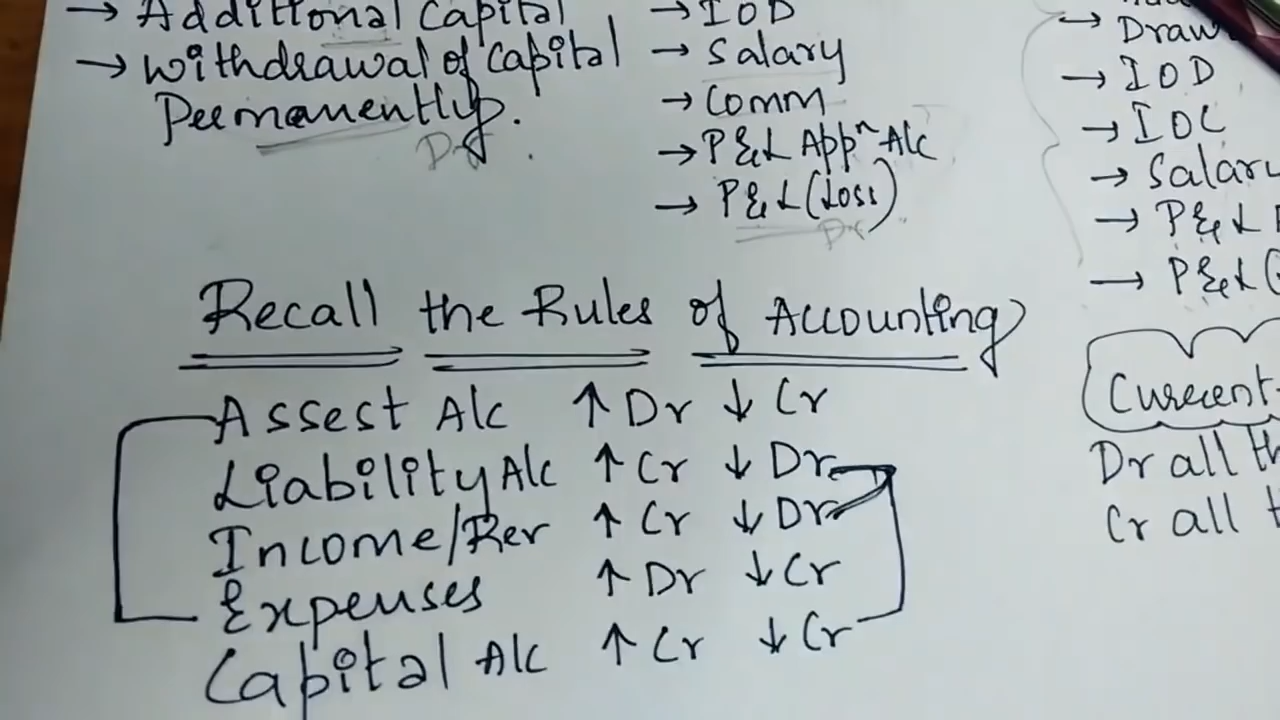 → Additional Capital
→ Withdrawal of Capital
Permanently.
Dr
→ IOD
→ Salary
→ Comm
→ P&L Appⁿ A/c
→ P&L (Loss)
Dr
→ Draw
→ IOD
→ IOC
→ Salary
→ P&L
→ P&L (
Recall the Rules of Accounting
Assest A/c ↑ Dr ↓ Cr
Liability A/c ↑ Cr ↓ Dr
Income/Rev ↑ Cr ↓ Dr
Expenses ↑ Dr ↓ Cr
Capital A/c ↑ Cr ↓ Cr
Current
Dr all th
Cr all t